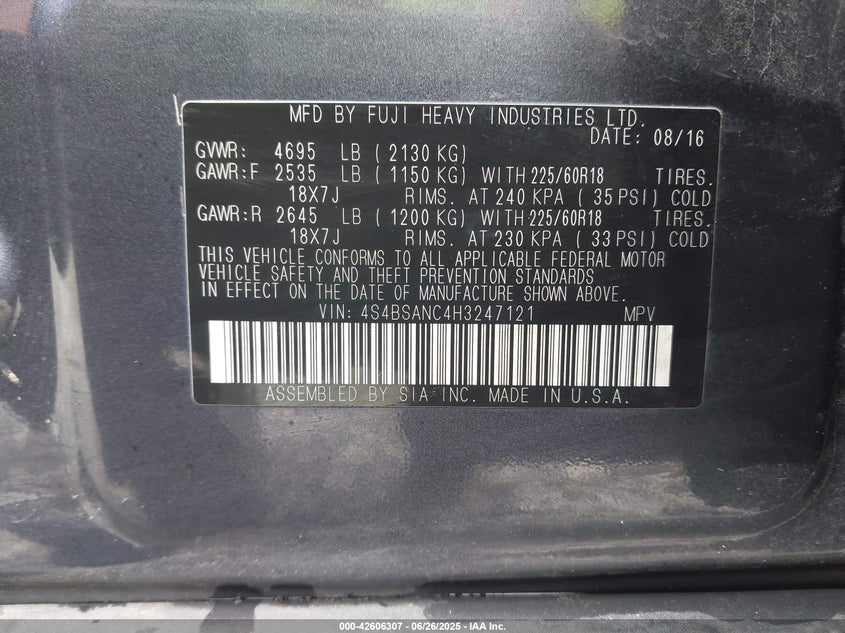 MFD BY FUJI HEAVY INDUSTRIES LTD.
DATE: 08/16
GVWR: 4695 LB ( 2130 KG)
GAWR:F 2535 LB ( 1150 KG) WITH 225/60R18 TIRES.
18X7J RIMS. AT 240 KPA ( 35 PSI) COLD
GAWR:R 2645 LB ( 1200 KG) WITH 225/60R18 TIRES.
18X7J RIMS. AT 230 KPA ( 33 PSI) COLD
THIS VEHICLE CONFORMS TO ALL APPLICABLE FEDERAL MOTOR
VEHICLE SAFETY AND THEFT PREVENTION STANDARDS
IN EFFECT ON THE DATE OF MANUFACTURE SHOWN ABOVE.
VIN: 4S4BSANC4H3247121 MPV
ASSEMBLED BY SIA INC. MADE IN U.S.A.
000-42606307 - 06/26/2025 - IAA Inc.